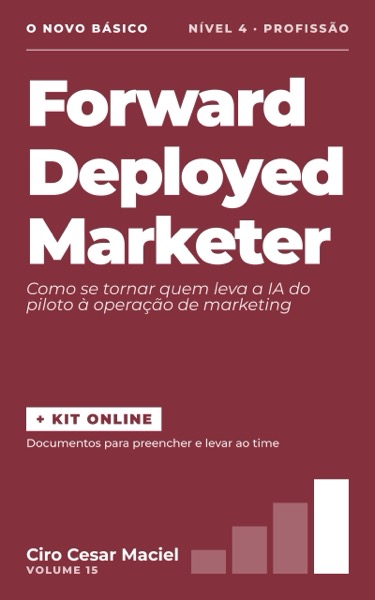 O NOVO BÁSICO
NÍVEL 4 · PROFISSÃO
Forward
Deployed
Marketer
Como se tornar quem leva a IA do
piloto à operação de marketing
+ KIT ONLINE
Documentos para preencher e levar ao time
Ciro Cesar Maciel
VOLUME 15